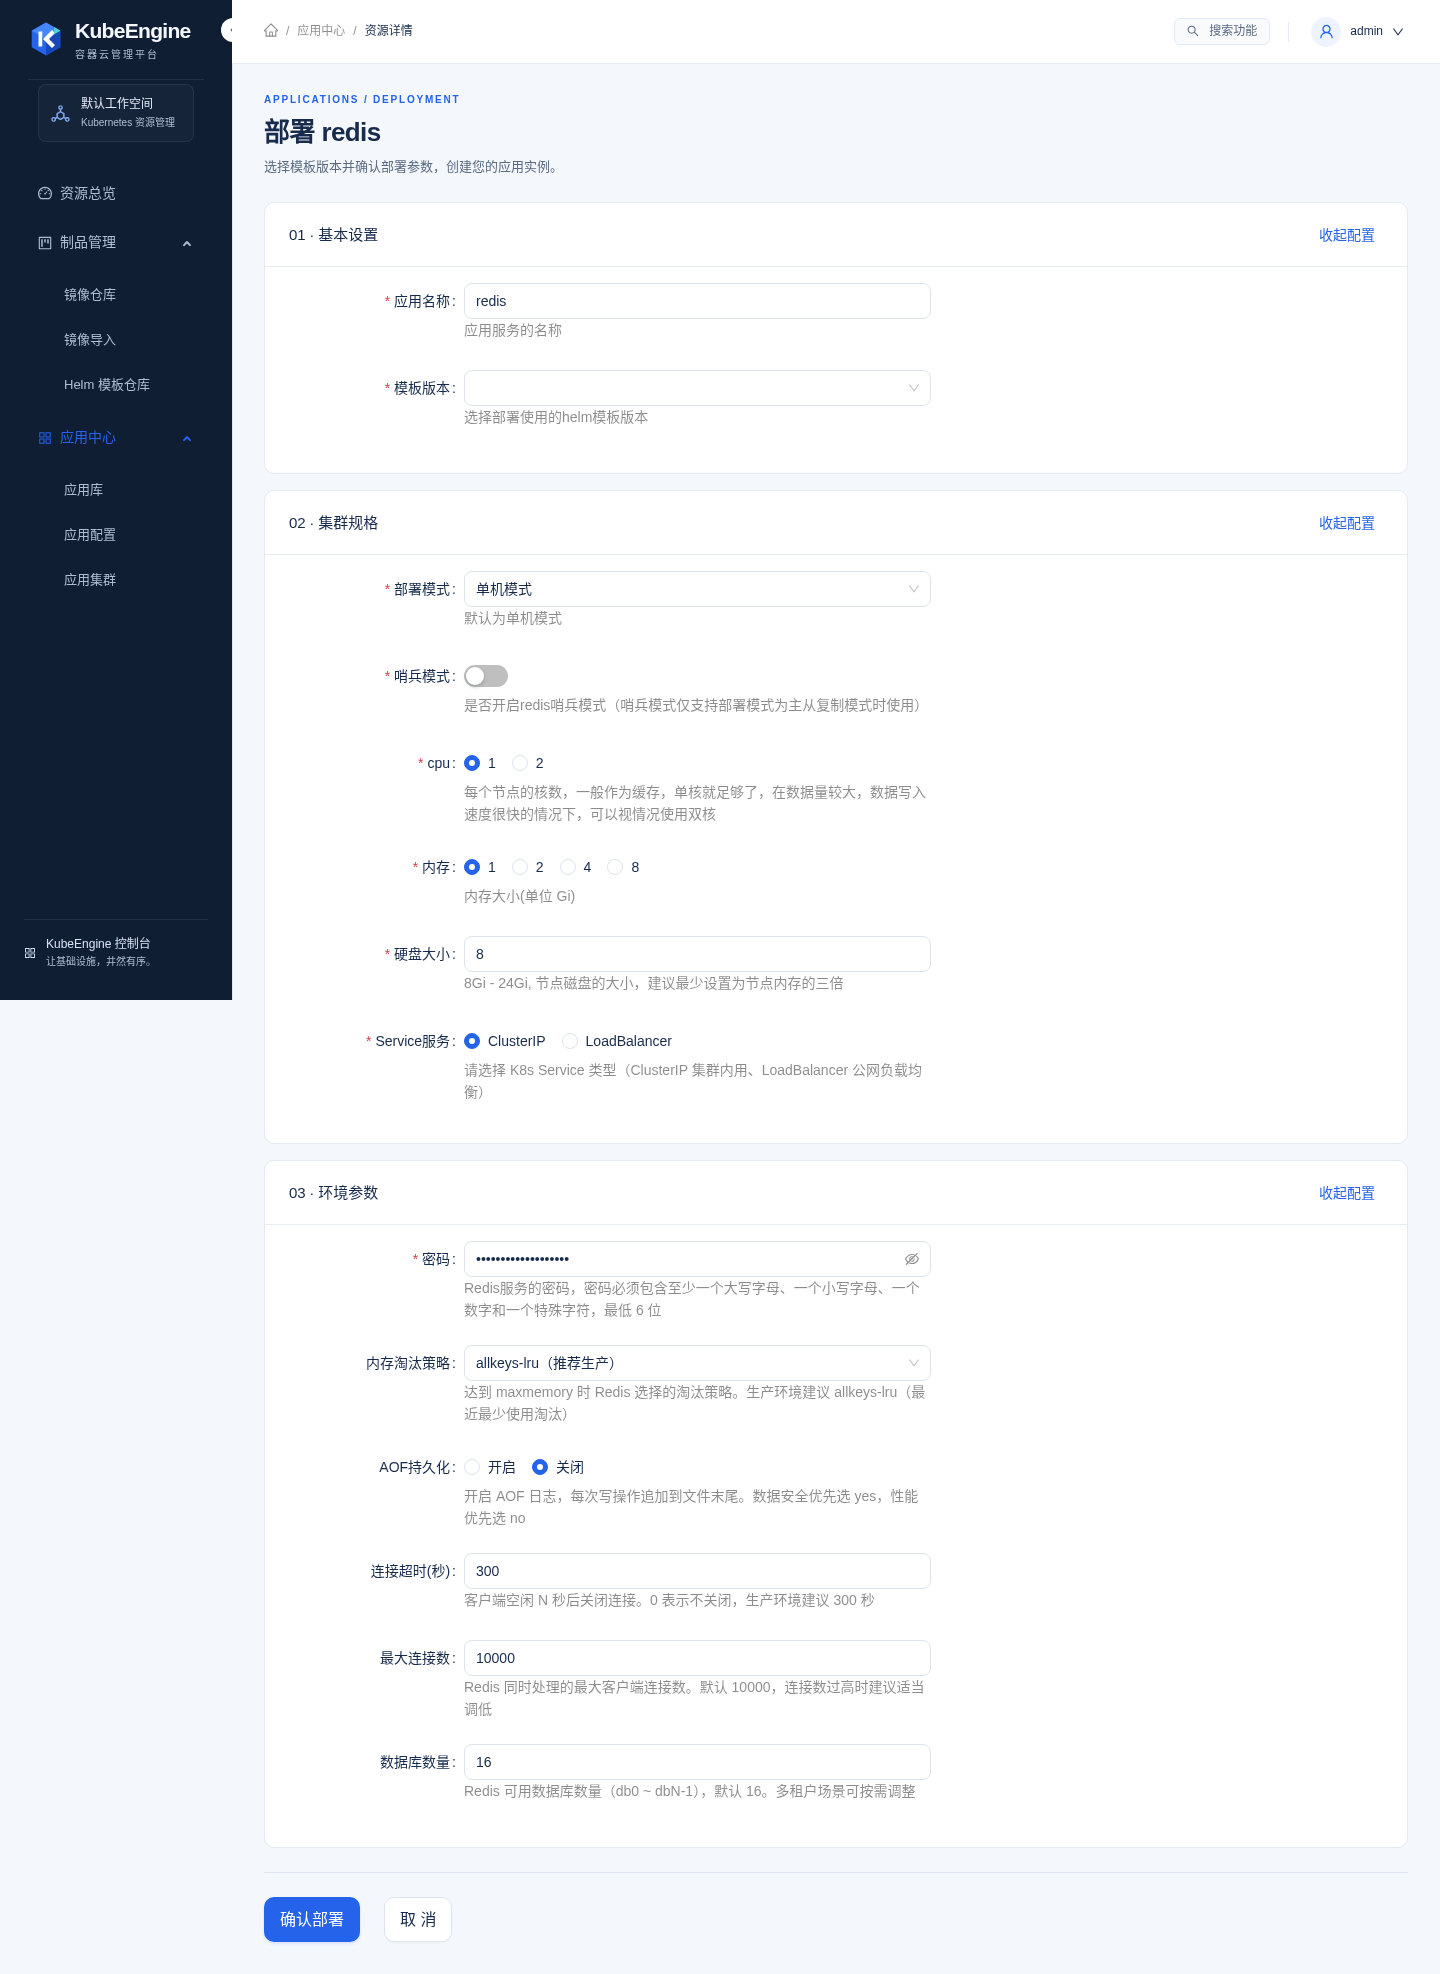 KubeEngine
容器云管理平台
默认工作空间
Kubernetes 资源管理
资源总览
制品管理
镜像仓库
镜像导入
Helm 模板仓库
应用中心
应用库
应用配置
应用集群
KubeEngine 控制台
让基础设施，井然有序。
/ 应用中心 / 资源详情
搜索功能
admin
APPLICATIONS / DEPLOYMENT
部署 redis
选择模板版本并确认部署参数，创建您的应用实例。
01 · 基本设置
收起配置
* 应用名称: redis
应用服务的名称
* 模板版本:
选择部署使用的helm模板版本
02 · 集群规格
收起配置
* 部署模式: 单机模式
默认为单机模式
* 哨兵模式:
是否开启redis哨兵模式（哨兵模式仅支持部署模式为主从复制模式时使用）
* cpu: 1 2
每个节点的核数，一般作为缓存，单核就足够了，在数据量较大，数据写入
速度很快的情况下，可以视情况使用双核
* 内存: 1 2 4 8
内存大小(单位 Gi)
* 硬盘大小: 8
8Gi - 24Gi, 节点磁盘的大小，建议最少设置为节点内存的三倍
* Service服务: ClusterIP LoadBalancer
请选择 K8s Service 类型（ClusterIP 集群内用、LoadBalancer 公网负载均
衡）
03 · 环境参数
收起配置
* 密码: •••••••••••••••••••
Redis服务的密码，密码必须包含至少一个大写字母、一个小写字母、一个
数字和一个特殊字符，最低 6 位
内存淘汰策略: allkeys-lru（推荐生产）
达到 maxmemory 时 Redis 选择的淘汰策略。生产环境建议 allkeys-lru（最
近最少使用淘汰）
AOF持久化: 开启 关闭
开启 AOF 日志，每次写操作追加到文件末尾。数据安全优先选 yes，性能
优先选 no
连接超时(秒): 300
客户端空闲 N 秒后关闭连接。0 表示不关闭，生产环境建议 300 秒
最大连接数: 10000
Redis 同时处理的最大客户端连接数。默认 10000，连接数过高时建议适当
调低
数据库数量: 16
Redis 可用数据库数量（db0 ~ dbN-1），默认 16。多租户场景可按需调整
确认部署
取 消